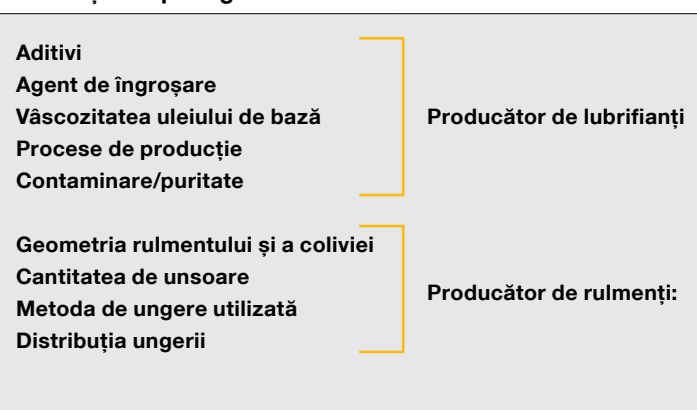 Aditivi
Agent de îngroșare
Vâscozitatea uleiului de bază
Procese de producție
Contaminare/puritate
Producător de lubrifianți
Geometria rulmentului și a coliviei
Cantitatea de unsoare
Metoda de ungere utilizată
Distribuția ungerii
Producător de rulmenți: